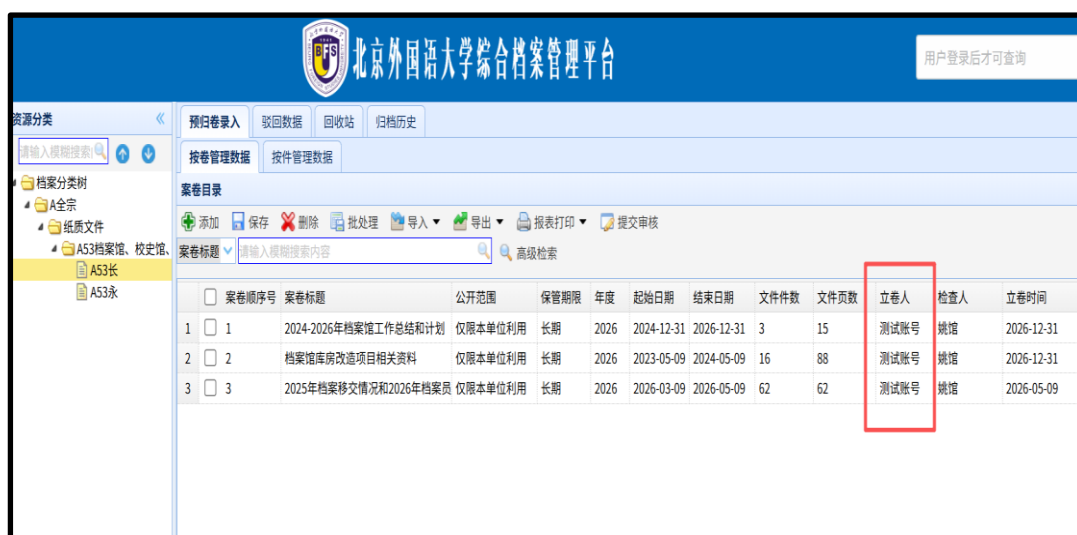 BFS
北京外国语大学综合档案管理平台
用户登录后才可查询
资源分类
预归卷录入 驳回数据 回收站 归档历史
请输入模糊搜索
按卷管理数据 按件管理数据
档案分类树
案卷目录
A全宗
纸质文件
添加 保存 删除 批处理 导入 导出 报表打印 提交审核
A53档案馆、校史馆、
案卷标题 请输入模糊搜索内容 高级检索
A53长
A53永
案卷顺序号 案卷标题 公开范围 保管期限 年度 起始日期 结束日期 文件件数 文件页数 立卷人 检查人 立卷时间
1 1 2024-2026年档案馆工作总结和计划 仅限本单位利用 长期 2026 2024-12-31 2026-12-31 3 15 测试账号 姚馆 2026-12-31
2 2 档案馆库房改造项目相关资料 仅限本单位利用 长期 2026 2023-05-09 2024-05-09 16 88 测试账号 姚馆 2026-12-31
3 3 2025年档案移交情况和2026年档案员 仅限本单位利用 长期 2026 2026-03-09 2026-05-09 62 62 测试账号 姚馆 2026-05-09